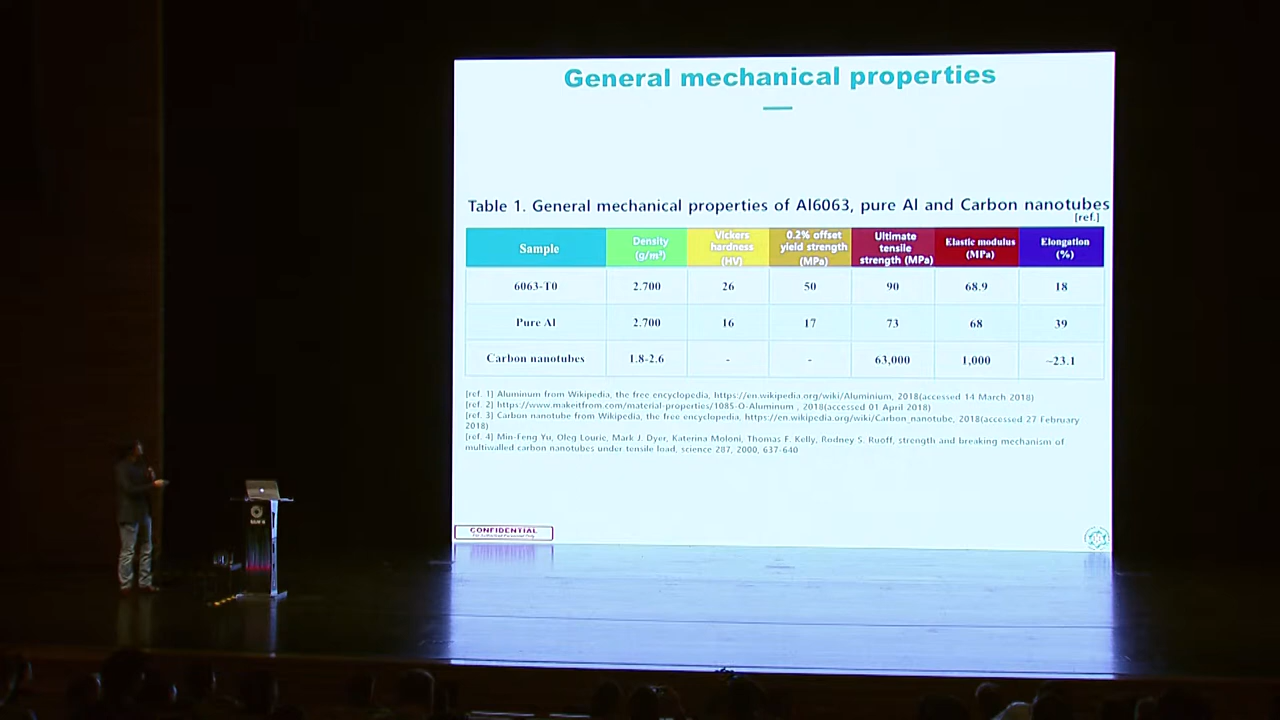 General mechanical properties
Table 1. General mechanical properties of Al6063, pure Al and Carbon nanotubes
[ref.]
Sample
Density
(g/m³)
Vickers
hardness
(HV)
0.2% offset
yield strength
(MPa)
Ultimate
tensile
strength (MPa)
Elastic modulus
(MPa)
Elongation
(%)
6063-T0 2.700 26 50 90 68.9 18
Pure Al 2.700 16 17 73 68 39
Carbon nanotubes 1.8-2.6 - - 63,000 1,000 ~23.1
[ref. 1] Aluminum from Wikipedia, the free encyclopedia, https://en.wikipedia.org/wiki/Aluminium, 2018(accessed 14 March 2018)
[ref. 2] https://www.makeitfrom.com/material-properties/1085-O-Aluminum , 2018(accessed 01 April 2018)
[ref. 3] Carbon nanotube from Wikipedia, the free encyclopedia, https://en.wikipedia.org/wiki/Carbon_nanotube, 2018(accessed 27 February
2018)
[ref. 4] Min-Feng Yu, Oleg Lourie, Mark J. Dyer, Katerina Moloni, Thomas F. Kelly, Rodney S. Ruoff, strength and breaking mechanism of
multiwalled carbon nanotubes under tensile load, science 287, 2000, 637-640
CONFIDENTIAL
For Authorized Personnel Only